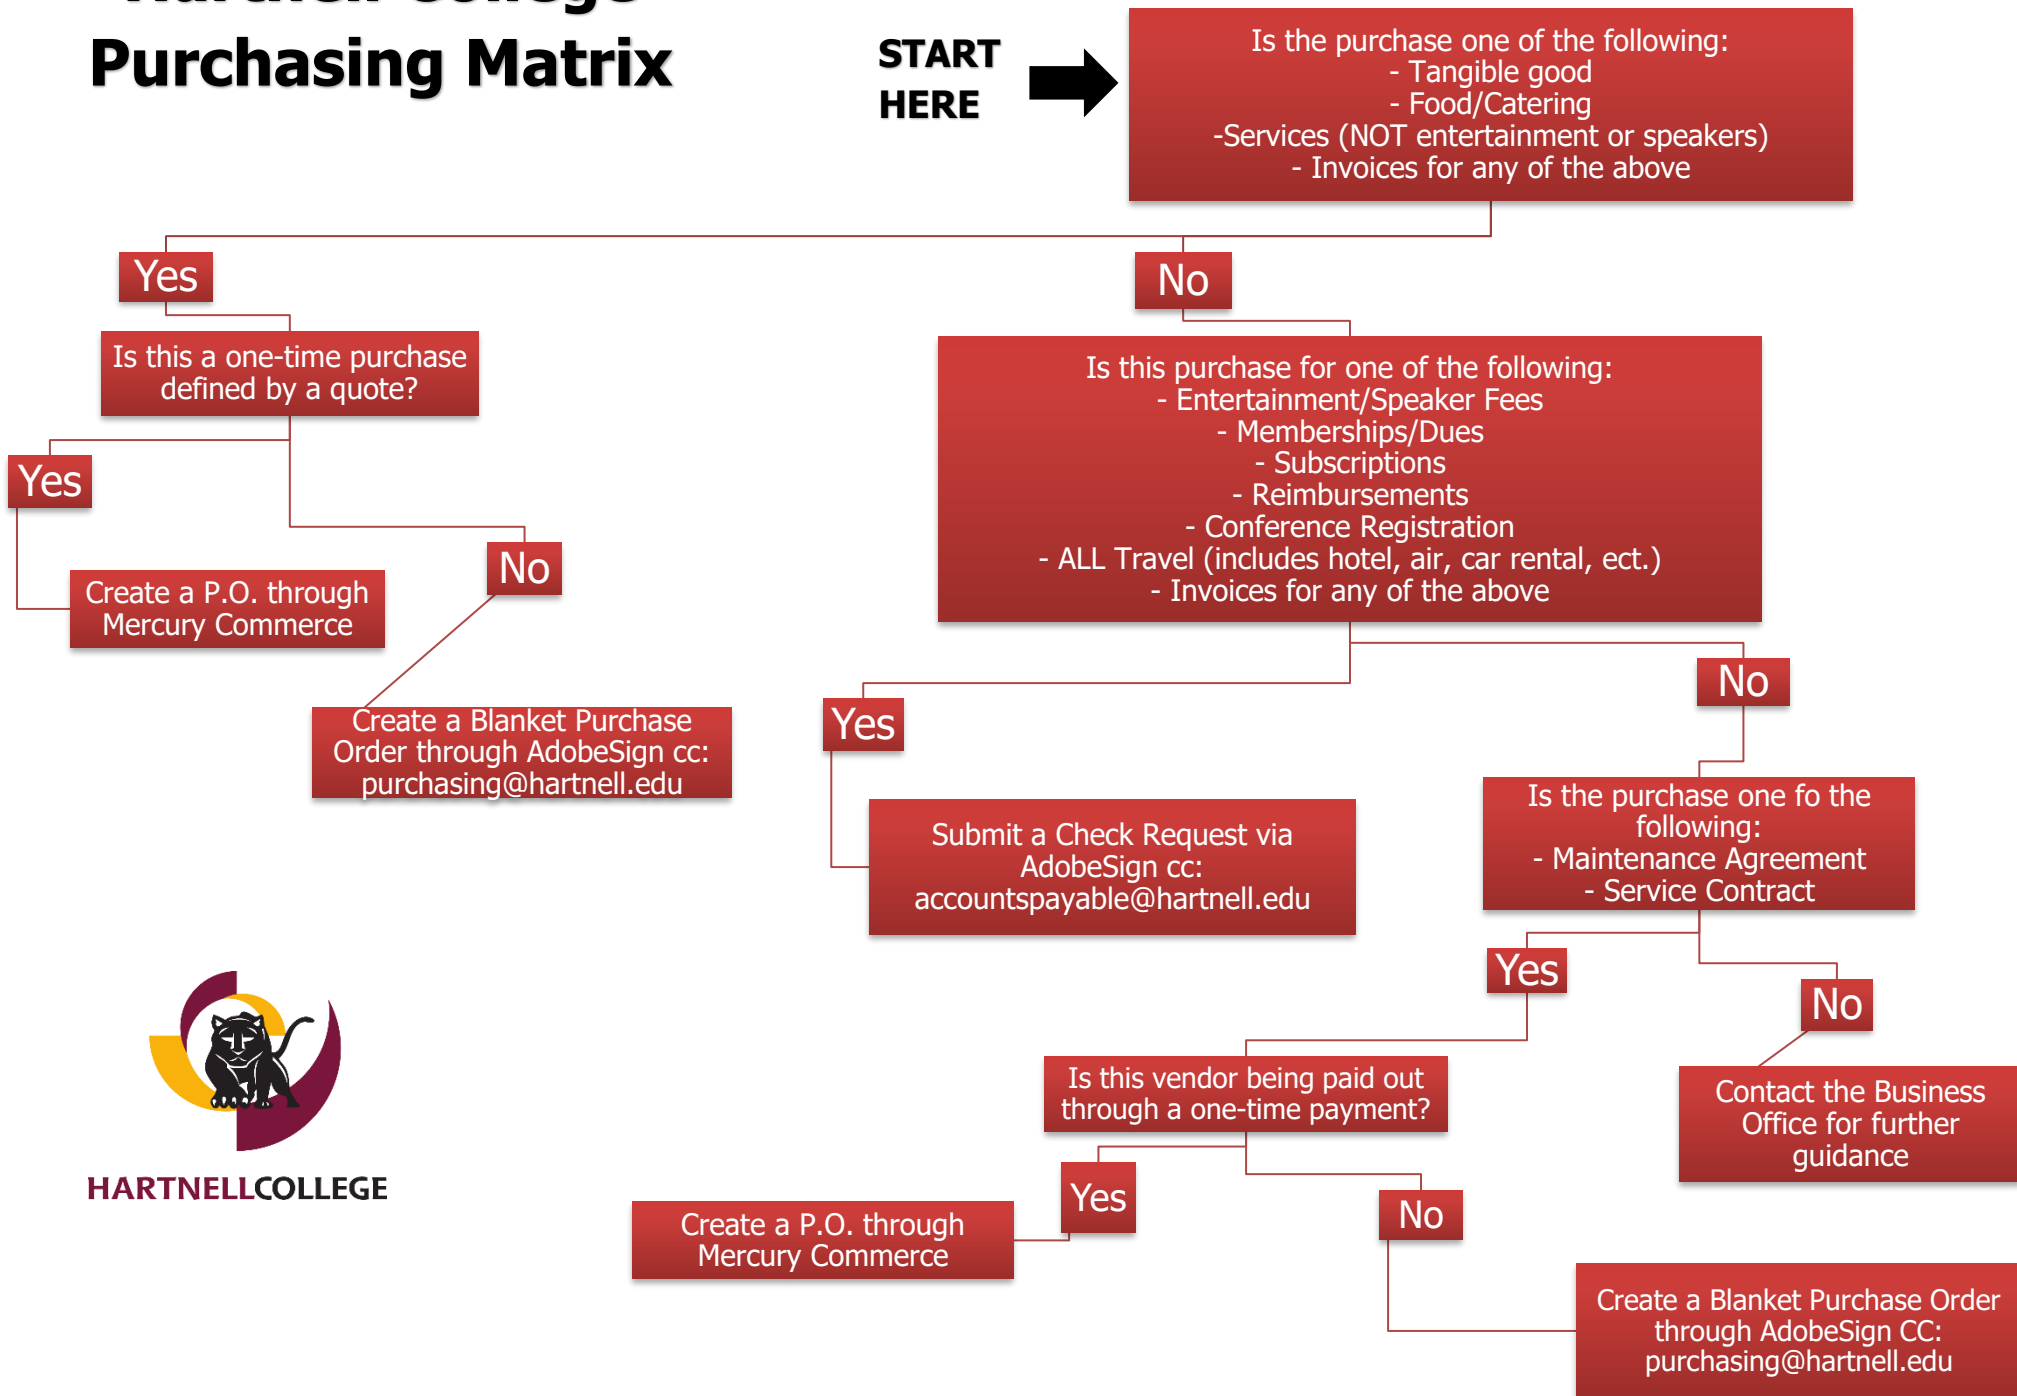 Hartnell College
Purchasing Matrix
START
HERE
Is the purchase one of the following:
- Tangible good
- Food/Catering
-Services (NOT entertainment or speakers)
- Invoices for any of the above
Yes
No
Is this a one-time purchase
defined by a quote?
Yes
No
Create a P.O. through
Mercury Commerce
Create a Blanket Purchase
Order through AdobeSign cc:
purchasing@hartnell.edu
Is this purchase for one of the following:
- Entertainment/Speaker Fees
- Memberships/Dues
- Subscriptions
- Reimbursements
- Conference Registration
- ALL Travel (includes hotel, air, car rental, ect.)
- Invoices for any of the above
Yes
No
Submit a Check Request via
AdobeSign cc:
accountspayable@hartnell.edu
Is the purchase one fo the
following:
- Maintenance Agreement
- Service Contract
Yes
No
Is this vendor being paid out
through a one-time payment?
Contact the Business
Office for further
guidance
Yes
No
Create a P.O. through
Mercury Commerce
Create a Blanket Purchase Order
through AdobeSign CC:
purchasing@hartnell.edu
HARTNELLCOLLEGE